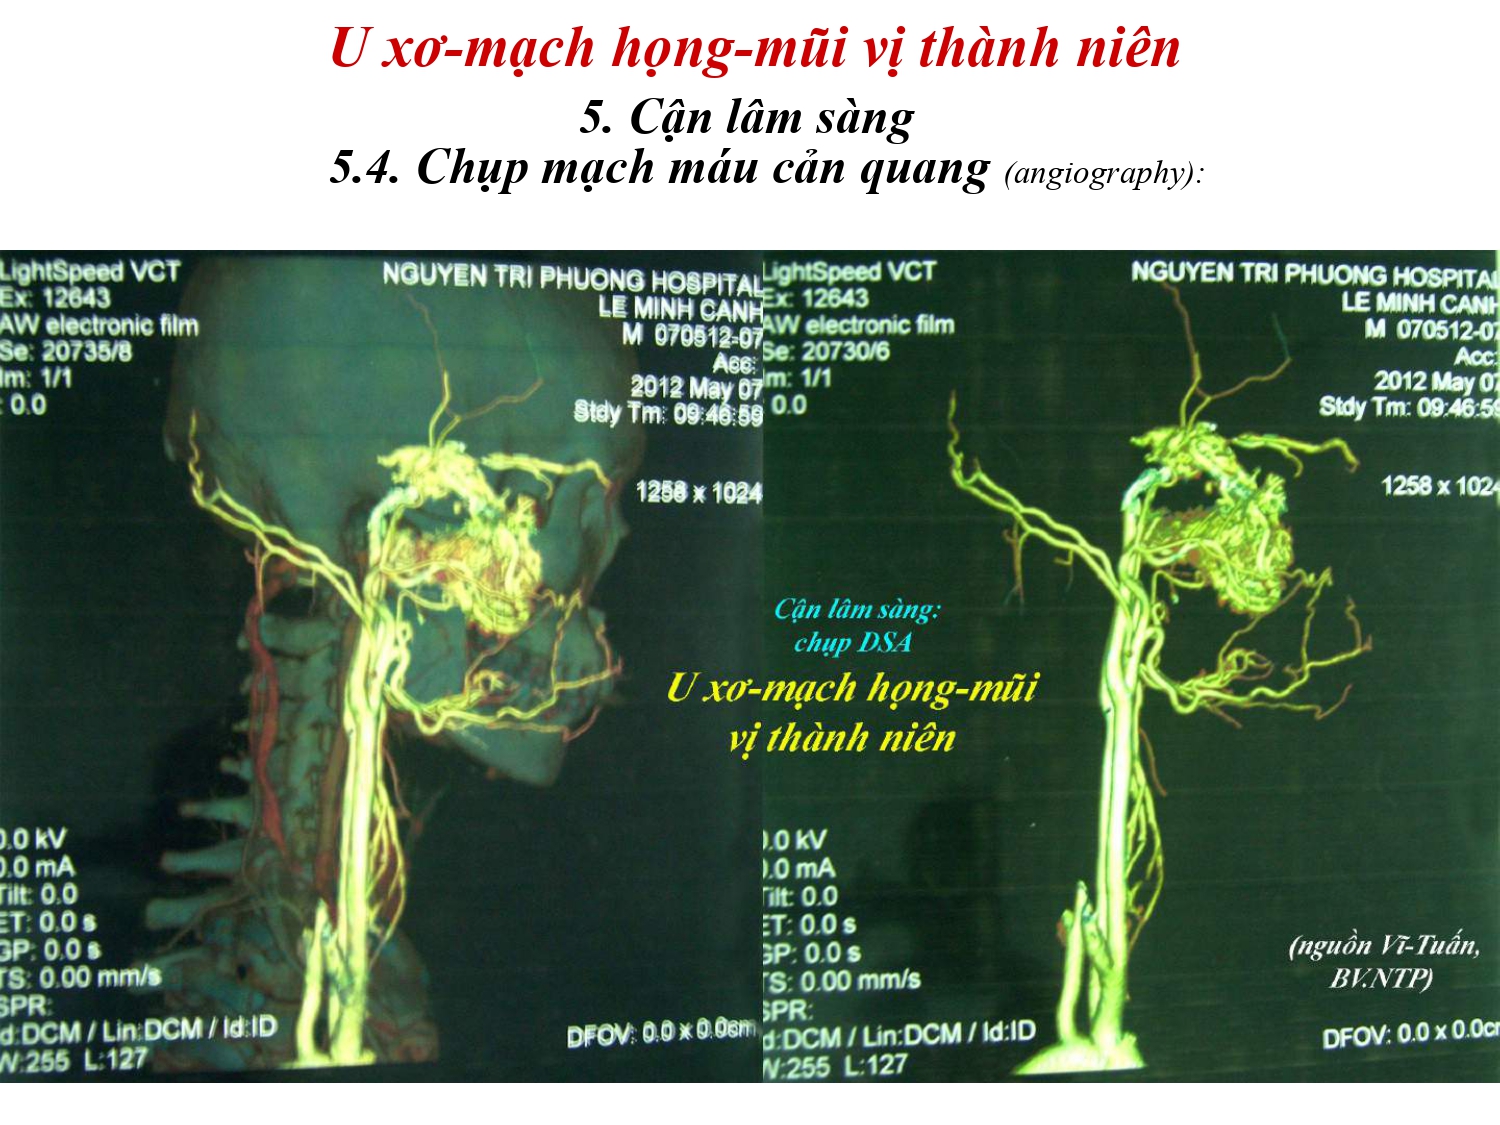 U xơ-mạch họng-mũi vị thành niên
5. Cận lâm sàng
5.4. Chụp mạch máu cản quang (angiography):
LightSpeed VCT
Ex: 12643
AW electronic film
Se: 20735/8
Im: 1/1
: 0.0
NGUYEN TRI PHUONG HOSPITAL
LE MINH CANH
M 070512-07
Acc:
2012 May 07
Stdy Tm: 09:46:59
1258 x 1024
0.0 kV
0.0 mA
Tilt: 0.0
ET: 0.0 s
GP: 0.0 s
TS: 0.00 mm/s
SPR:
d:DCM / Lin:DCM / Id:ID
W:255 L:127
DFOV: 0.0 x 0.0cm
LightSpeed VCT
Ex: 12643
AW electronic film
Se: 20730/6
m: 1/1
0.0
NGUYEN TRI PHUONG HOSPITAL
LE MINH CANH
M 070512-07
Acc:
2012 May 07
Stdy Tm: 09:46:59
1258 x 1024
Cận lâm sàng:
chụp DSA
U xơ-mạch họng-mũi
vị thành niên
(nguồn Vĩ-Tuấn,
BV.NTP)
0.0 kV
0.0 mA
Tilt: 0.0
ET: 0.0 s
GP: 0.0 s
TS: 0.00 mm/s
SPR:
d:DCM / Lin:DCM / Id:ID
W:255 L:127
DFOV: 0.0 x 0.0cm